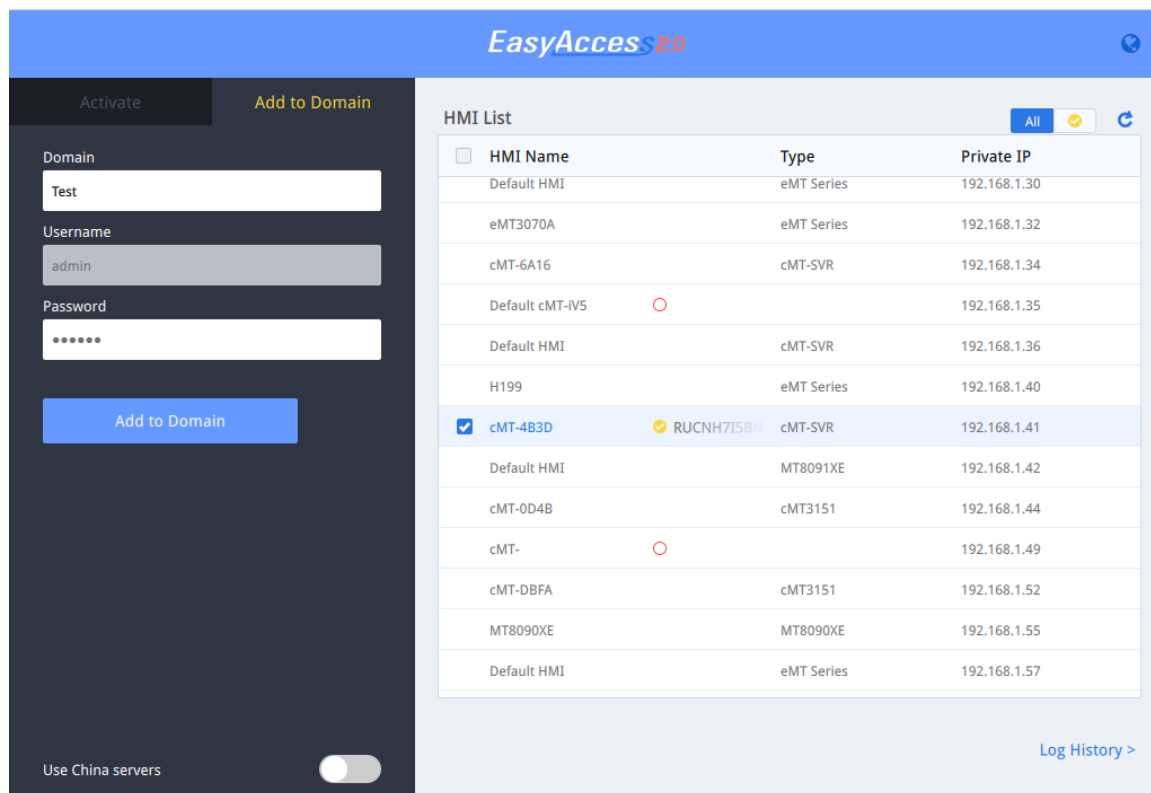 EasyAccess2.0
Activate
Add to Domain
Domain
Test
Username
admin
Password
Add to Domain
Use China servers
HMI List
All
HMI Name Type Private IP
Default HMI eMT Series 192.168.1.30
eMT3070A eMT Series 192.168.1.32
cMT-6A16 cMT-SVR 192.168.1.34
Default cMT-iV5 192.168.1.35
Default HMI cMT-SVR 192.168.1.36
H199 eMT Series 192.168.1.40
cMT-4B3D RUCNH7I5BN cMT-SVR 192.168.1.41
Default HMI MT8091XE 192.168.1.42
cMT-0D4B cMT3151 192.168.1.44
cMT- 192.168.1.49
cMT-DBFA cMT3151 192.168.1.52
MT8090XE MT8090XE 192.168.1.55
Default HMI eMT Series 192.168.1.57
Log History >